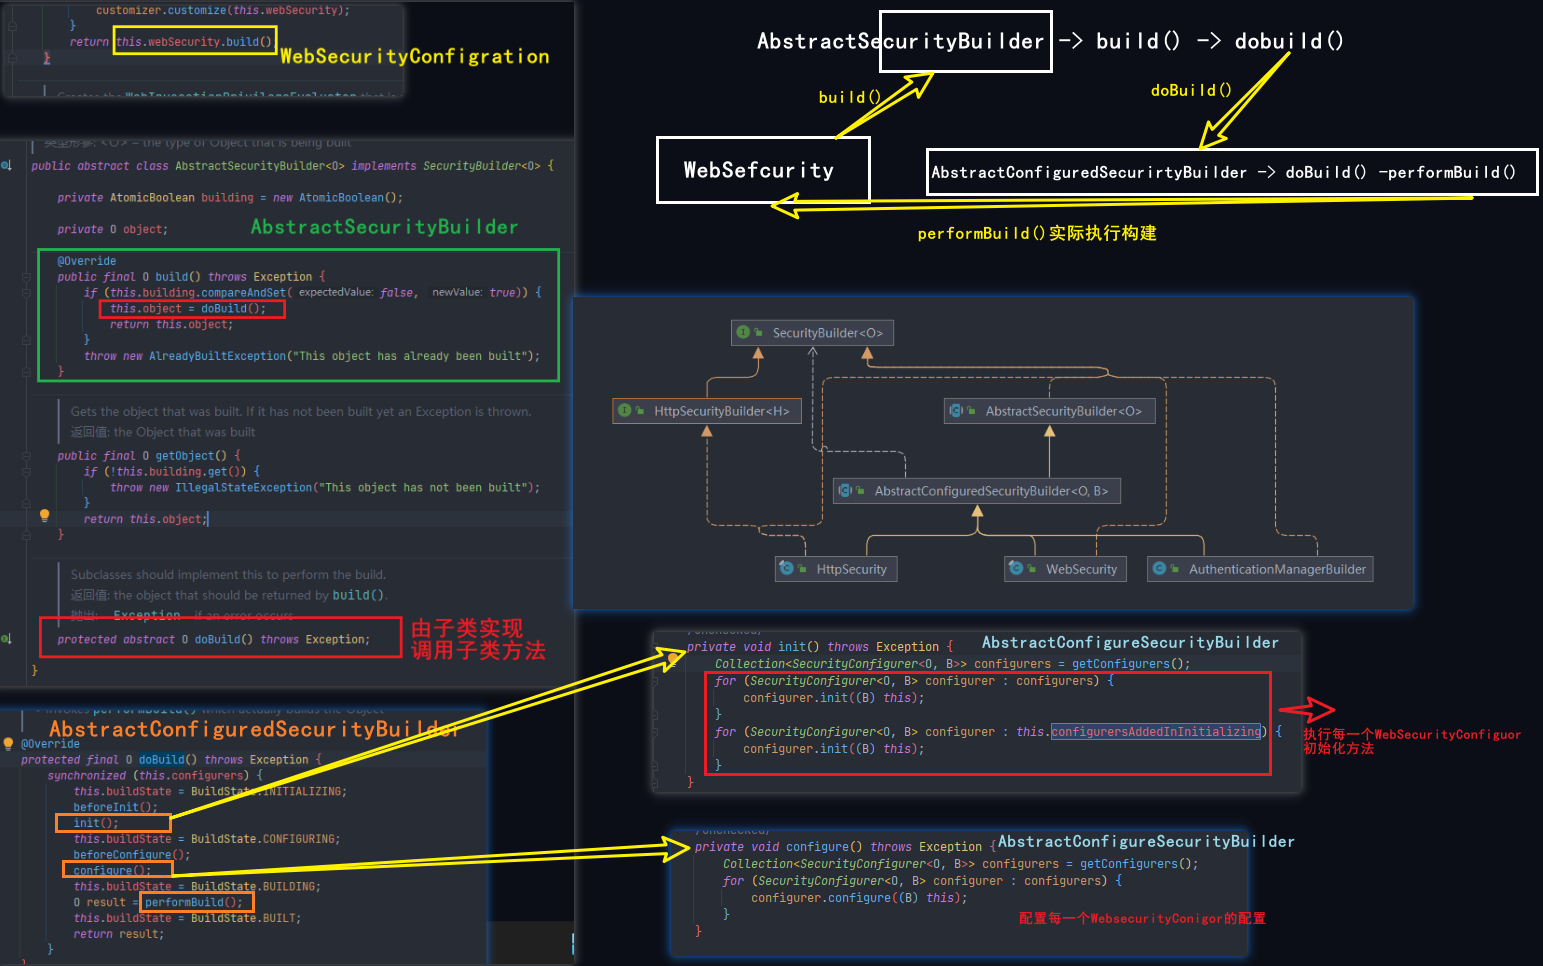 customizer.customize(this.webSecurity);
}
return this.webSecurity.build();
}
WebSecurityConfigration
public abstract class AbstractSecurityBuilder<O> implements SecurityBuilder<O> {
private AtomicBoolean building = new AtomicBoolean();
private O object;
AbstractSecurityBuilder
@Override
public final O build() throws Exception {
if (this.building.compareAndSet( expectedValue: false, newValue: true)) {
this.object = doBuild();
return this.object;
}
throw new AlreadyBuiltException("This object has already been built");
}
Gets the object that was built. If it has not been built yet an Exception is thrown.
返回值: the Object that was built
public final O getObject() {
if (!this.building.get()) {
throw new IllegalStateException("This object has not been built");
}
return this.object;
}
Subclasses should implement this to perform the build.
返回值: the object that should be returned by build().
抛出: Exception – if an error occurs
protected abstract O doBuild() throws Exception;
}
由子类实现
调用子类方法
AbstractConfiguredSecurityBuilder
@Override
protected final O doBuild() throws Exception {
synchronized (this.configurers) {
this.buildState = BuildState.INITIALIZING;
beforeInit();
init();
this.buildState = BuildState.CONFIGURING;
beforeConfigure();
configure();
this.buildState = BuildState.BUILDING;
O result = performBuild();
this.buildState = BuildState.BUILT;
return result;
}
AbstractSecurityBuilder -> build() -> dobuild()
build()
doBuild()
WebSefcurity
AbstractConfiguredSecurirtyBuilder -> doBuild() -performBuild()
performBuild()实际执行构建
SecurityBuilder<O>
HttpSecurityBuilder<H>
AbstractSecurityBuilder<O>
AbstractConfiguredSecurityBuilder<O, B>
HttpSecurity
WebSecurity
AuthenticationManagerBuilder
AbstractConfigureSecurityBuilder
private void init() throws Exception {
Collection<SecurityConfigurer<O, B>> configurers = getConfigurers();
for (SecurityConfigurer<O, B> configurer : configurers) {
configurer.init((B) this);
}
for (SecurityConfigurer<O, B> configurer : this.configurersAddedInInitializing) {
configurer.init((B) this);
}
}
执行每一个WebSecurityConfiguor
初始化方法
AbstractConfigureSecurityBuilder
private void configure() throws Exception {
Collection<SecurityConfigurer<O, B>> configurers = getConfigurers();
for (SecurityConfigurer<O, B> configurer : configurers) {
configurer.configure((B) this);
}
}
配置每一个WebsecurityConigor的配置